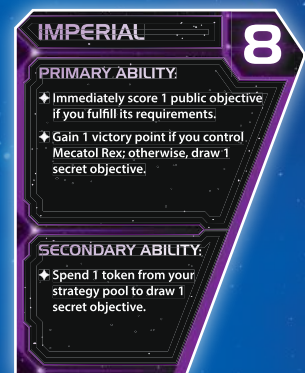 IMPERIAL
8
PRIMARY ABILITY:
Immediately score 1 public objective
if you fulfill its requirements.
Gain 1 victory point if you control
Mecatol Rex; otherwise, draw 1
secret objective.
SECONDARY ABILITY:
Spend 1 token from your
strategy pool to draw 1
secret objective.